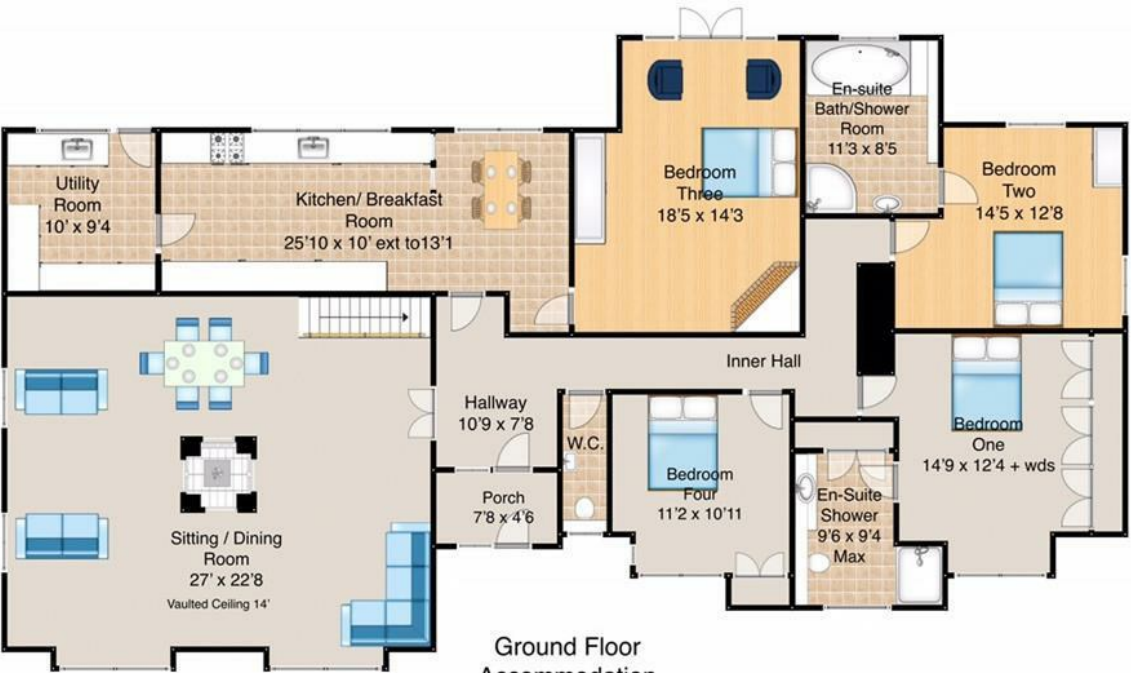 Utility
Room
10' x 9'4
Kitchen/ Breakfast
Room
25'10 x 10' ext to13'1
Bedroom
Three
18'5 x 14'3
En-suite
Bath/Shower
Room
11'3 x 8'5
Bedroom
Two
14'5 x 12'8
Inner Hall
Hallway
10'9 x 7'8
W.C.
Bedroom
Four
11'2 x 10'11
Bedroom
One
14'9 x 12'4 + wds
En-Suite
Shower
9'6 x 9'4
Max
Porch
7'8 x 4'6
Sitting / Dining
Room
27' x 22'8
Vaulted Ceiling 14'
Ground Floor
Accommodation